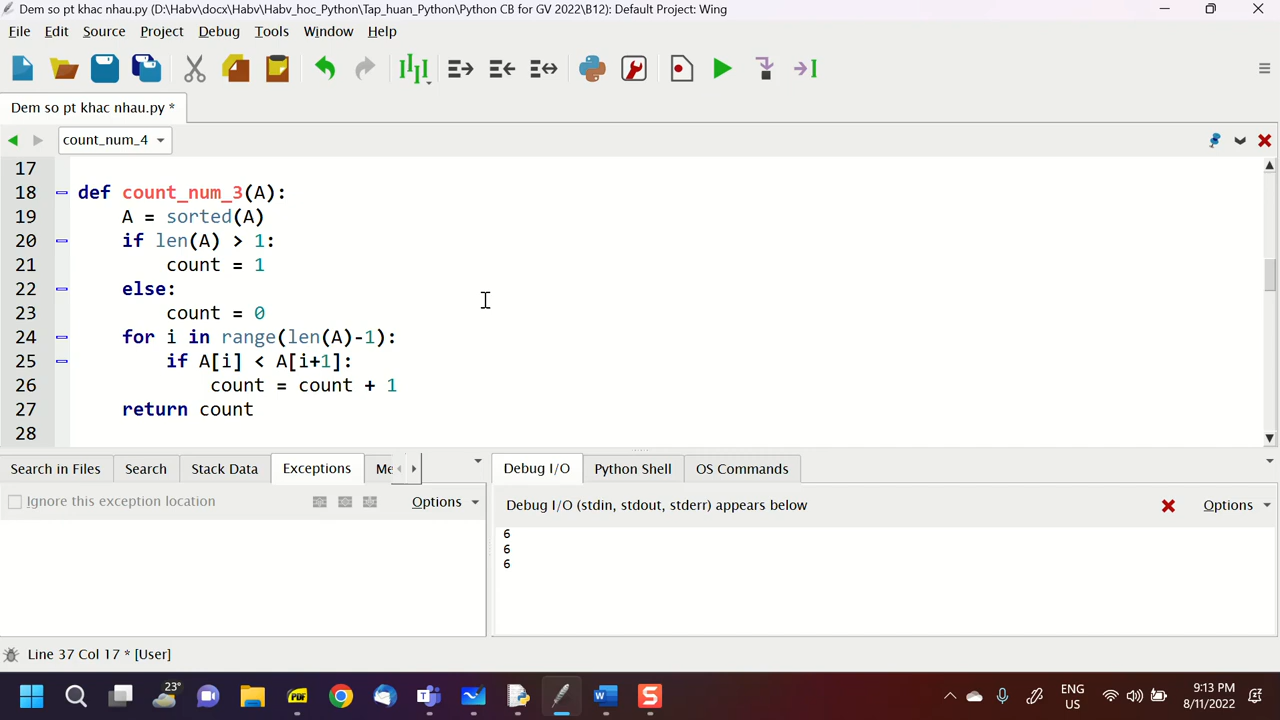 Dem so pt khac nhau.py (D:\Habv\docx\Habv\Habv_hoc_Python\Tap_huan_Python\Python CB for GV 2022\B12): Default Project: Wing
File Edit Source Project Debug Tools Window Help
Dem so pt khac nhau.py *
count_num_4
17
18 def count_num_3(A):
19 A = sorted(A)
20 if len(A) > 1:
21 count = 1
22 else:
23 count = 0
24 for i in range(len(A)-1):
25 if A[i] < A[i+1]:
26 count = count + 1
27 return count
28
Search in Files Search Stack Data Exceptions Me
Ignore this exception location Options
Debug I/O Python Shell OS Commands
Debug I/O (stdin, stdout, stderr) appears below Options
6
6
6
Line 37 Col 17 * [User]
23°
PDF
ENG
US
9:13 PM
8/11/2022